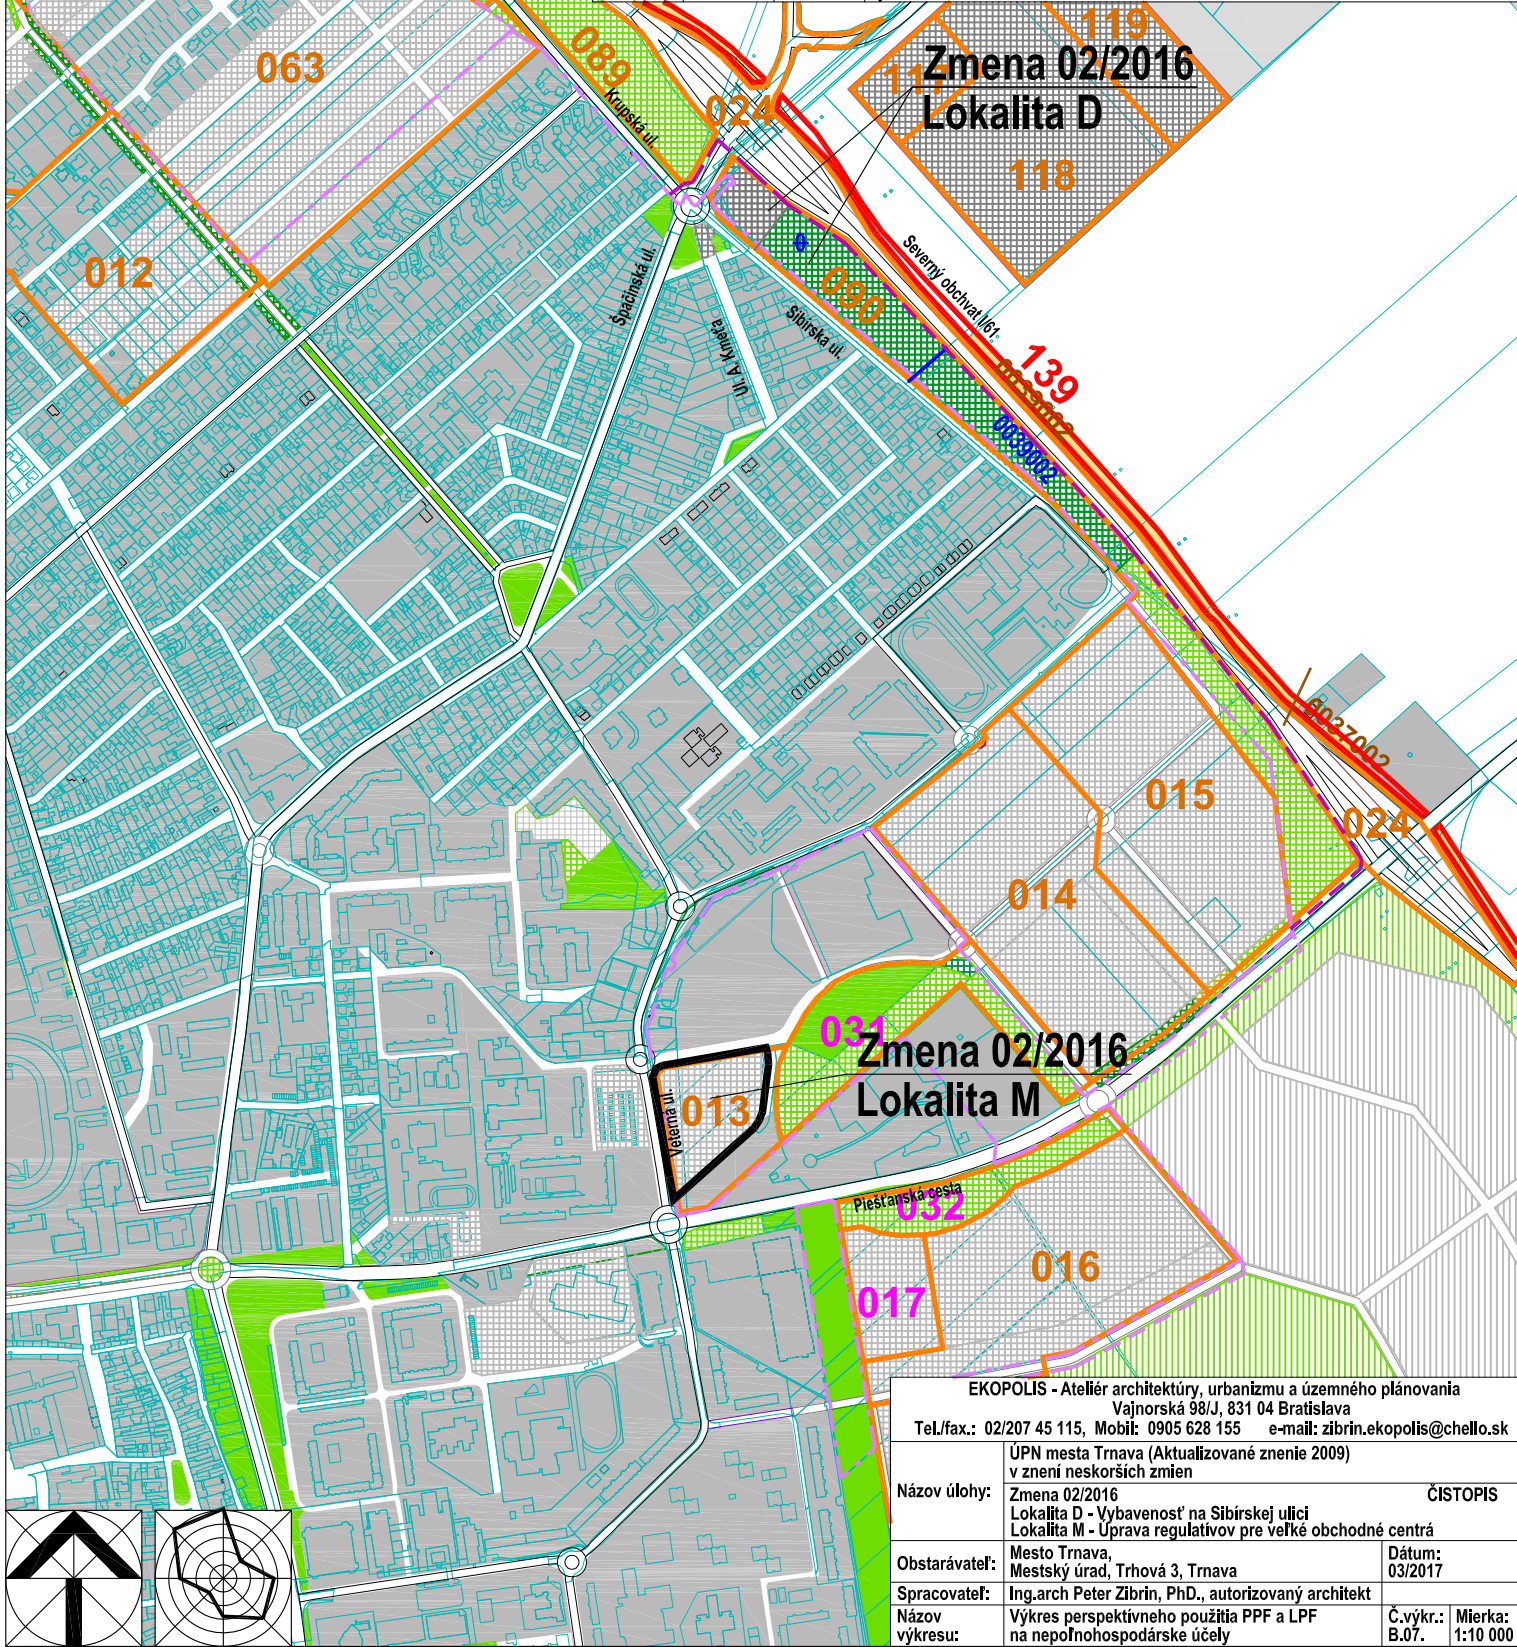 063
089
Krupská ul.
024
119
117
Zmena 02/2016
Lokalita D
118
012
Špačinská ul.
Ul. A. Kmeťa
Sibírska ul.
090
Severný obchvat I/61
139
0039002
0039002
0037002
024
015
014
031
Zmena 02/2016
Lokalita M
013
Veterná ul.
Piešťanská cesta
032
016
017
EKOPOLIS - Ateliér architektúry, urbanizmu a územného plánovania
Vajnorská 98/J, 831 04 Bratislava
Tel./fax.: 02/207 45 115, Mobil: 0905 628 155 e-mail: zibrin.ekopolis@chello.sk
Názov úlohy:
ÚPN mesta Trnava (Aktualizované znenie 2009)
v znení neskorších zmien
Zmena 02/2016 ČISTOPIS
Lokalita D - Vybavenosť na Sibírskej ulici
Lokalita M - Úprava regulatívov pre veľké obchodné centrá
Obstarávateľ:
Mesto Trnava,
Mestský úrad, Trhová 3, Trnava
Dátum:
03/2017
Spracovateľ: Ing.arch Peter Zibrin, PhD., autorizovaný architekt
Názov
výkresu:
Výkres perspektívneho použitia PPF a LPF
na nepoľnohospodárske účely
Č.výkr.:
B.07.
Mierka:
1:10 000